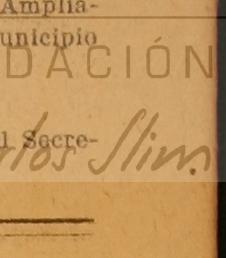 Amplia-
unicipio
DACIÓN
l Secre-
rlos Slim.